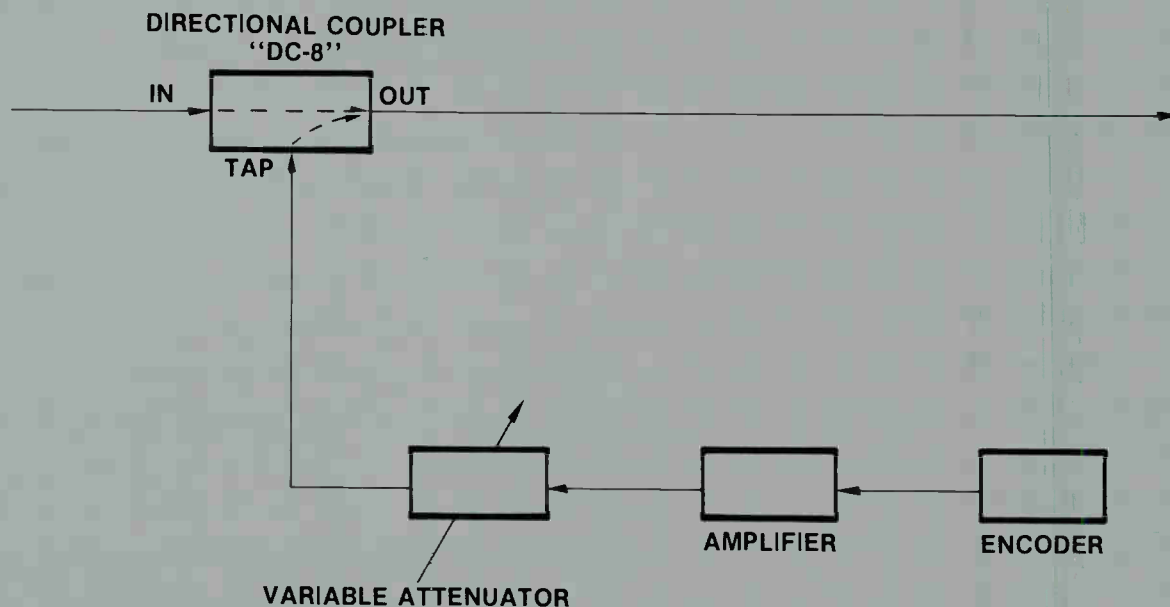 DIRECTIONAL COUPLER
“DC-8”
IN
OUT
TAP
AMPLIFIER
ENCODER
VARIABLE ATTENUATOR